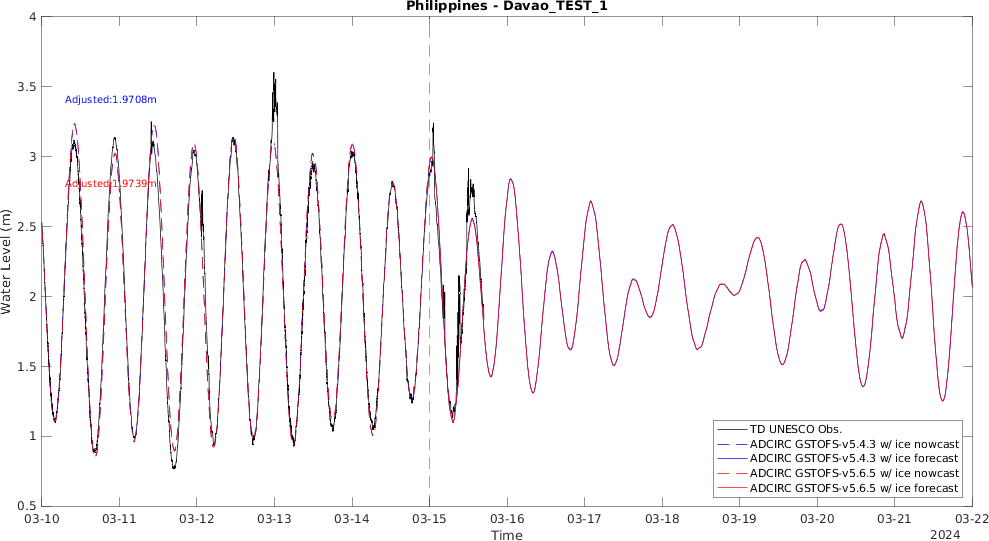 Philippines - Davao_TEST_1
4
3.5
3
2.5
2
1.5
1
0.5
Water Level (m)
Adjusted:1.9708m
Adjusted:1.9739m
TD UNESCO Obs.
ADCIRC GSTOFS-v5.4.3 w/ ice nowcast
ADCIRC GSTOFS-v5.4.3 w/ ice forecast
ADCIRC GSTOFS-v5.6.5 w/ ice nowcast
ADCIRC GSTOFS-v5.6.5 w/ ice forecast
03-10 03-11 03-12 03-13 03-14 03-15 03-16 03-17 03-18 03-19 03-20 03-21 03-22
Time
2024